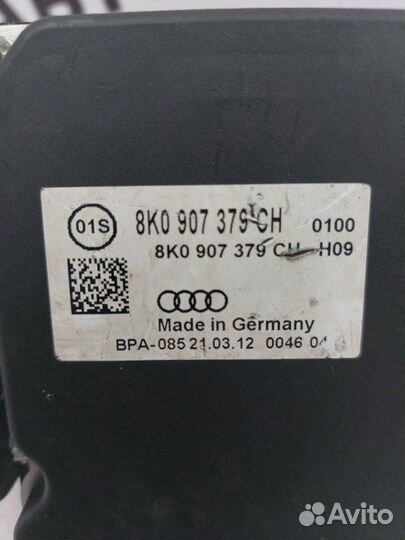 01S 8K0 907 379 CH 0100
8K0 907 379 CH H09
Made in Germany
BPA-085 21.03.12 0046
Avito